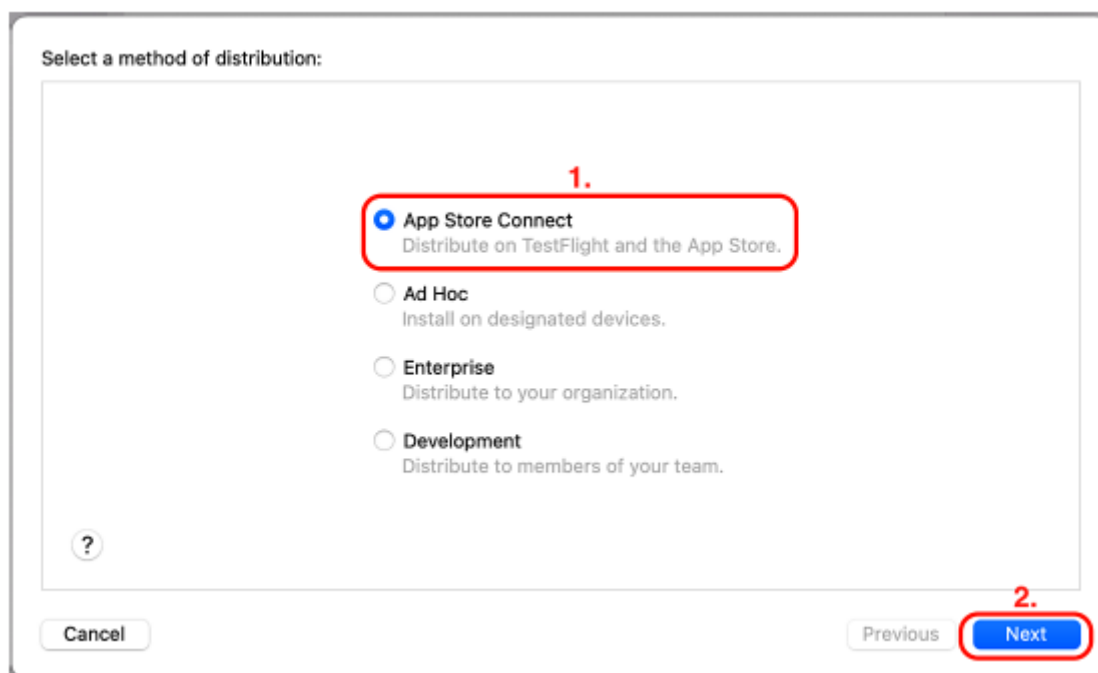 Select a method of distribution:
1.
App Store Connect
Distribute on TestFlight and the App Store.
Ad Hoc
Install on designated devices.
Enterprise
Distribute to your organization.
Development
Distribute to members of your team.
?
2.
Cancel
Previous
Next